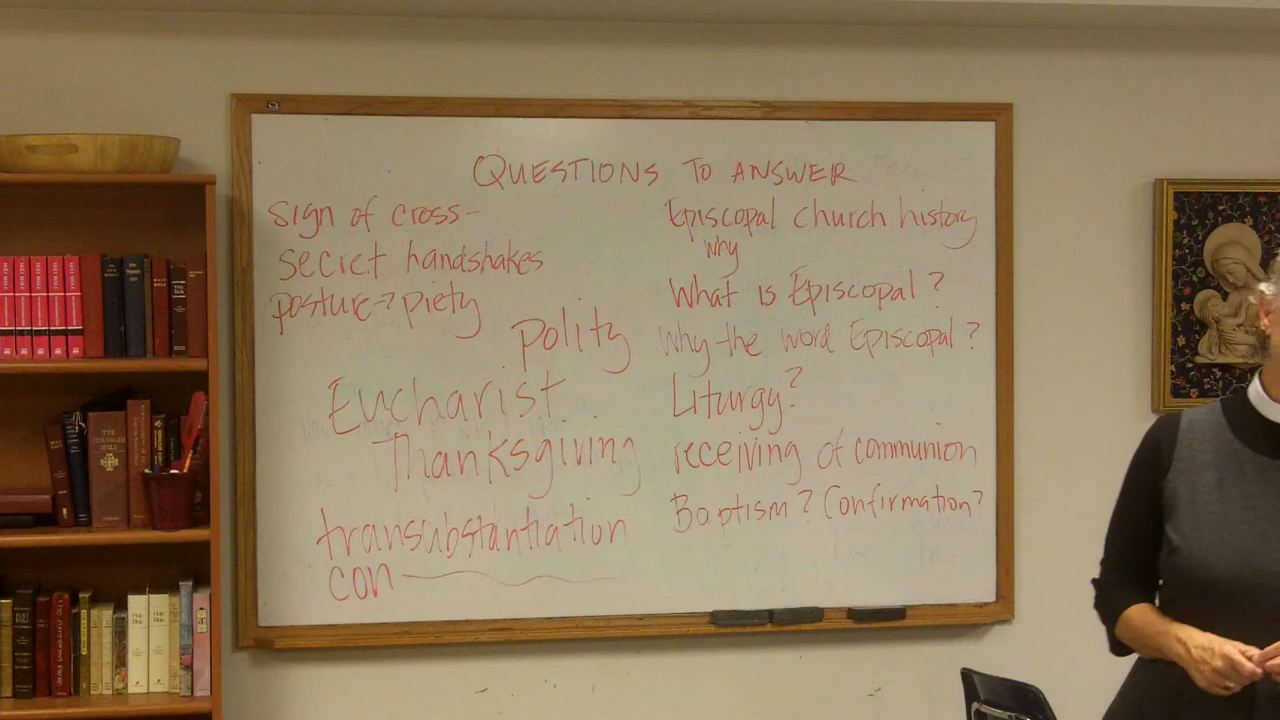 QUESTIONS TO ANSWER
sign of cross-
secret handshakes
posture → piety
polity
Eucharist
Thanksgiving
transubstantiation
con
Episcopal church history
why
What is Episcopal?
why the word Episcopal?
Liturgy?
receiving of communion
Baptism? Confirmation?